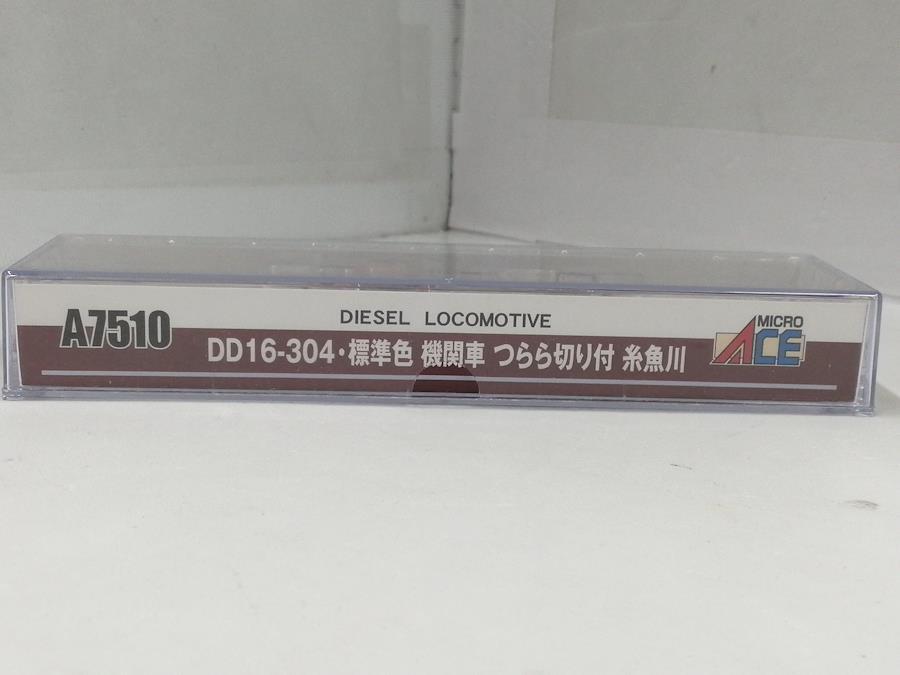 A7510
DIESEL LOCOMOTIVE
DD16-304・標準色 機関車 つらら切り付 糸魚川
MICRO
ACE